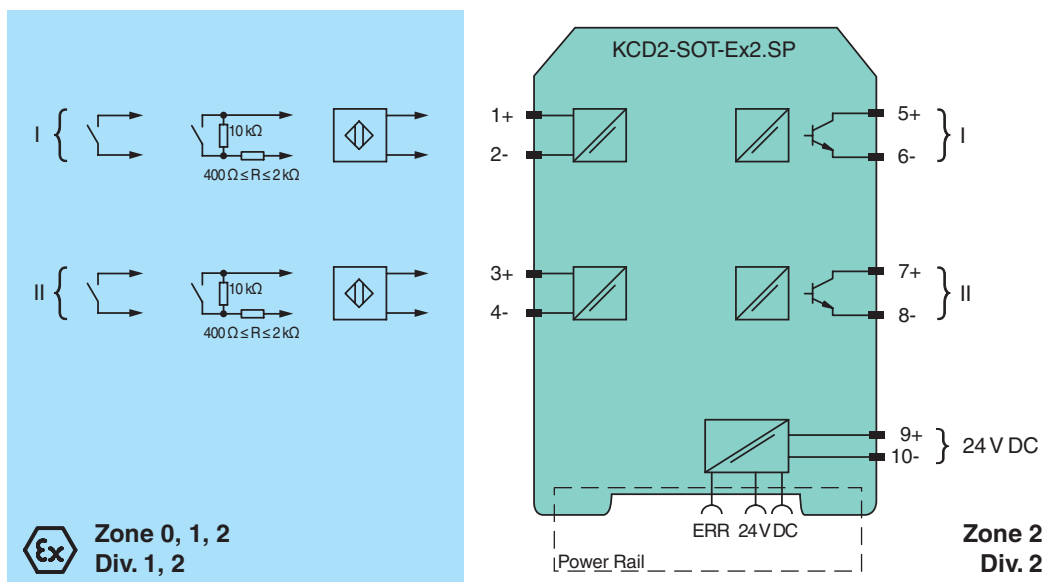 KCD2-SOT-Ex2.SP
I
10 kΩ
400 Ω ≤ R ≤ 2 kΩ
1+
2-
5+
6-
I
II
10 kΩ
400 Ω ≤ R ≤ 2 kΩ
3+
4-
7+
8-
II
9+
10-
24 V DC
ERR 24 V DC
Power Rail
Ex
Zone 0, 1, 2
Div. 1, 2
Zone 2
Div. 2